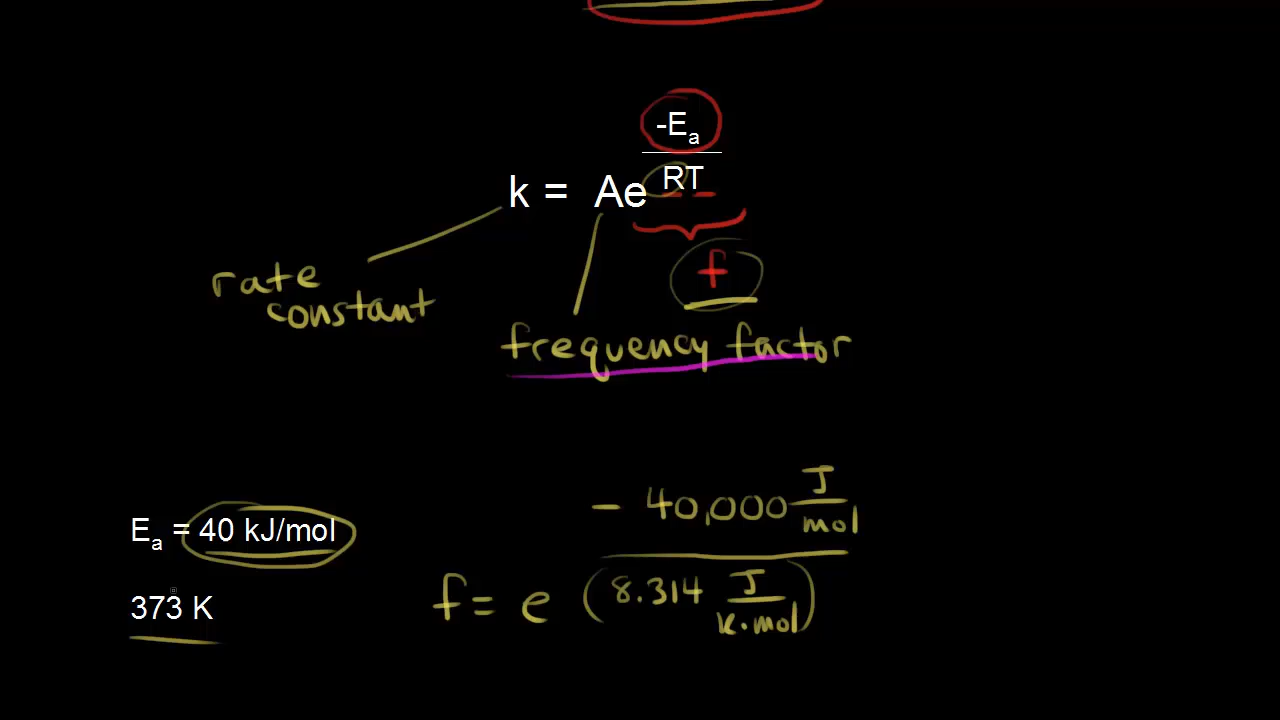 -Ea
RT
k = Ae
f
rate
constant
frequency factor
- 40,000 J/mol
Ea = 40 kJ/mol
f = e (8.314 J/K·mol)
373 K